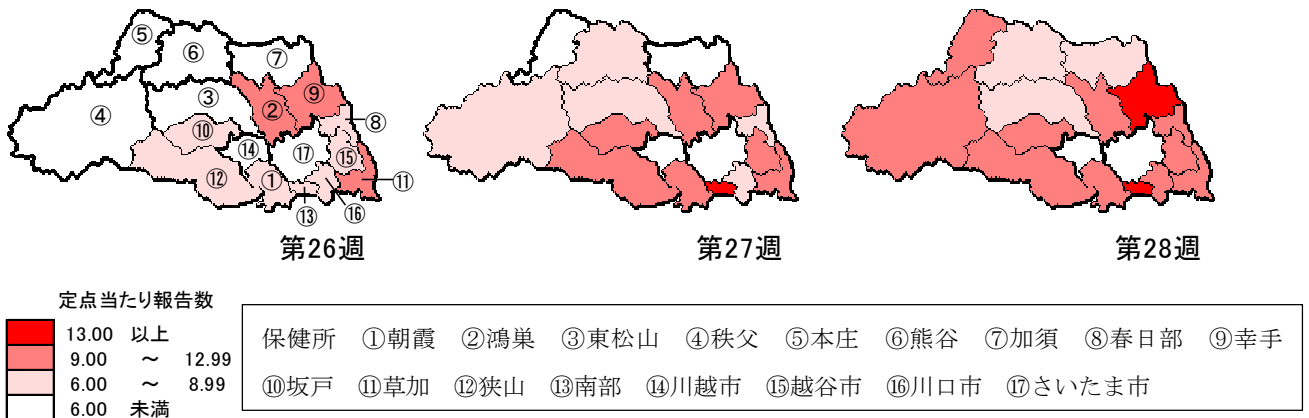 ⑤
⑥
⑦
④
③
②
⑨
⑧
⑩
⑭
⑰
⑮
⑫
①
⑪
⑬
⑯
第26週
第27週
第28週
定点当たり報告数
13.00 以上
9.00 ～ 12.99
6.00 ～ 8.99
6.00 未満
保健所 ①朝霞 ②鴻巣 ③東松山 ④秩父 ⑤本庄 ⑥熊谷 ⑦加須 ⑧春日部 ⑨幸手
⑩坂戸 ⑪草加 ⑫狭山 ⑬南部 ⑭川越市 ⑮越谷市 ⑯川口市 ⑰さいたま市